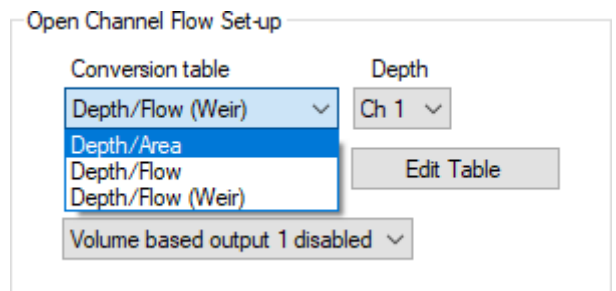 Open Channel Flow Set-up
Conversion table Depth
Depth/Flow (Weir) Ch 1
Depth/Area
Depth/Flow Edit Table
Depth/Flow (Weir)
Volume based output 1 disabled